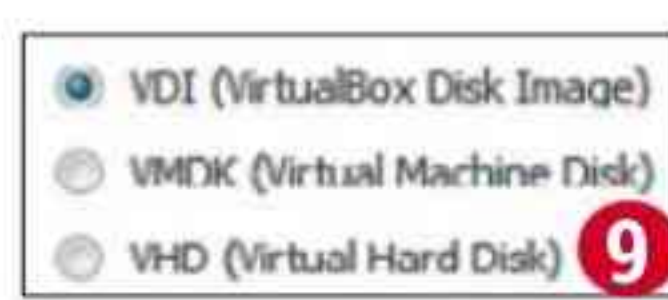 VDI (VirtualBox Disk Image)
VMDK (Virtual Machine Disk)
VHD (Virtual Hard Disk)
9